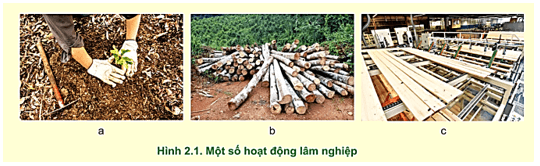 a
b
c
Hình 2.1. Một số hoạt động lâm nghiệp